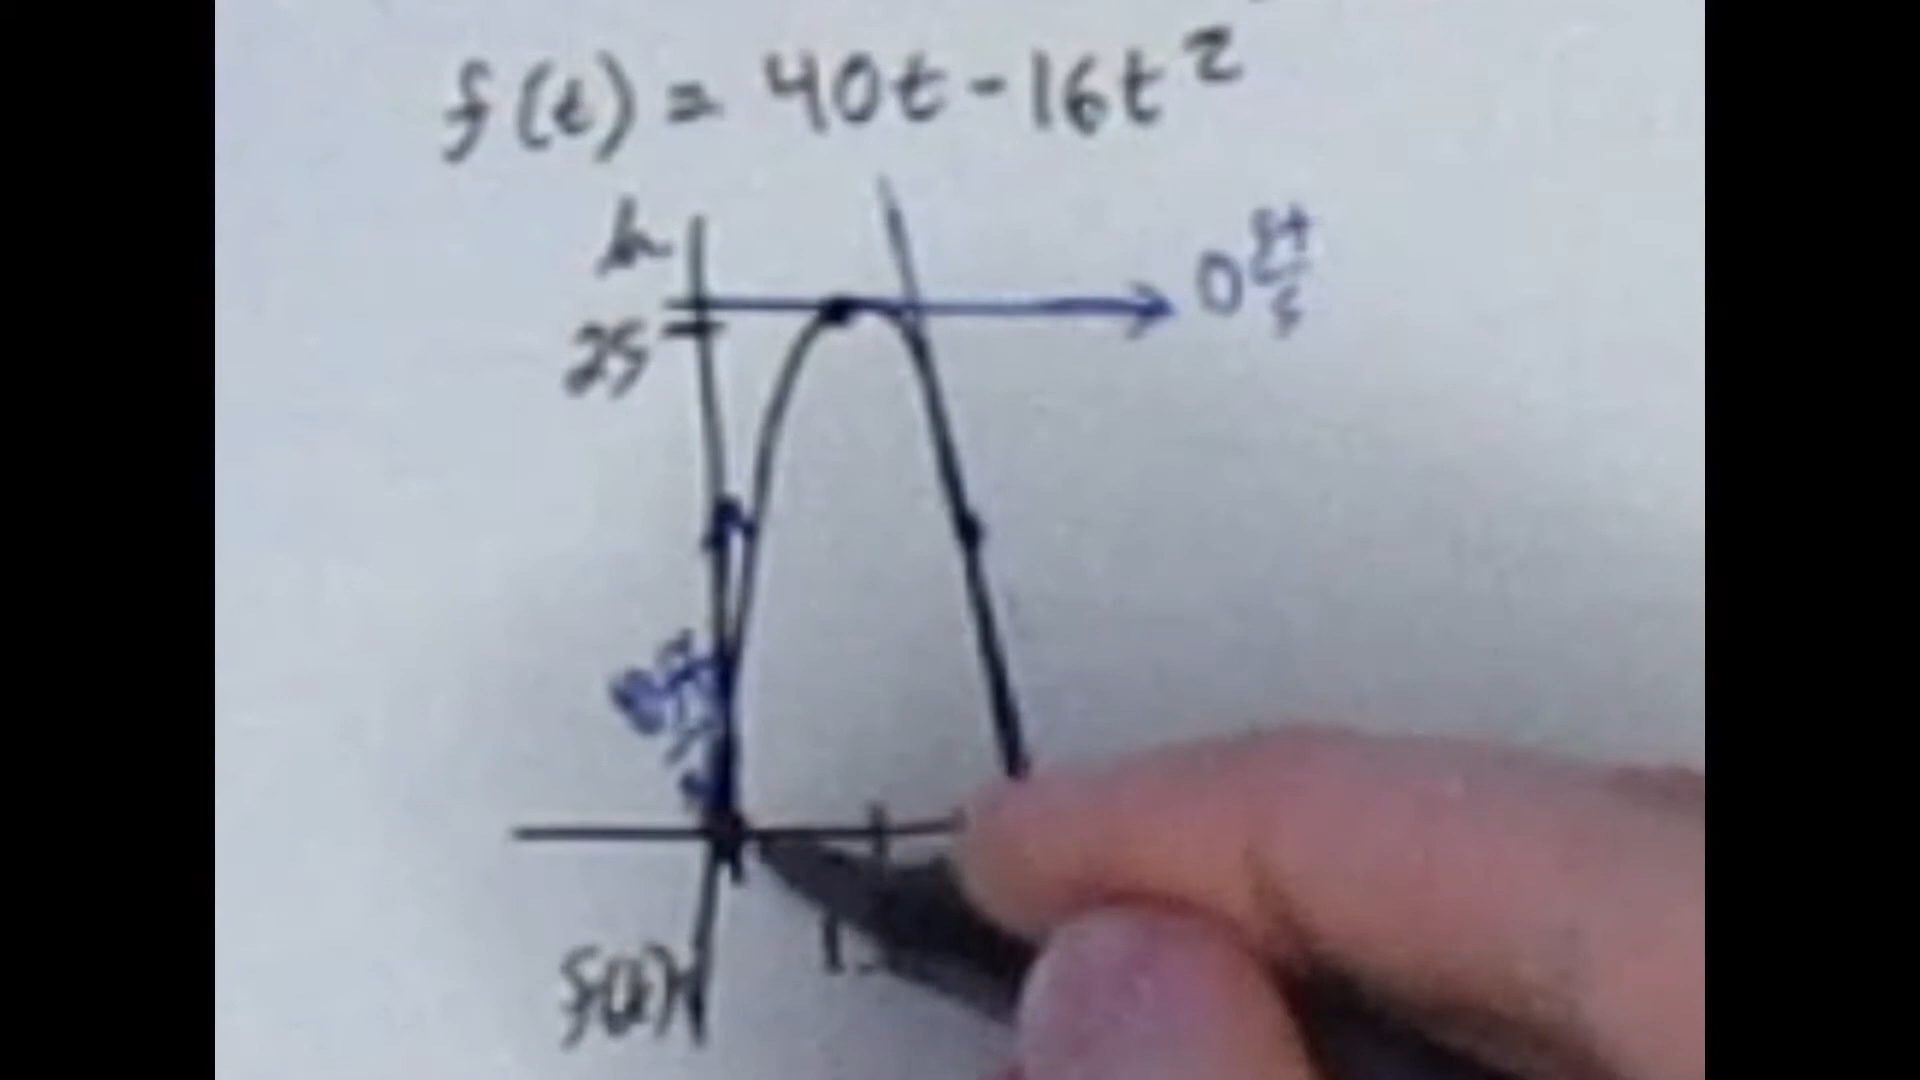 f(t) = 40t - 16t²
h
0 ft/s
25
f(t)